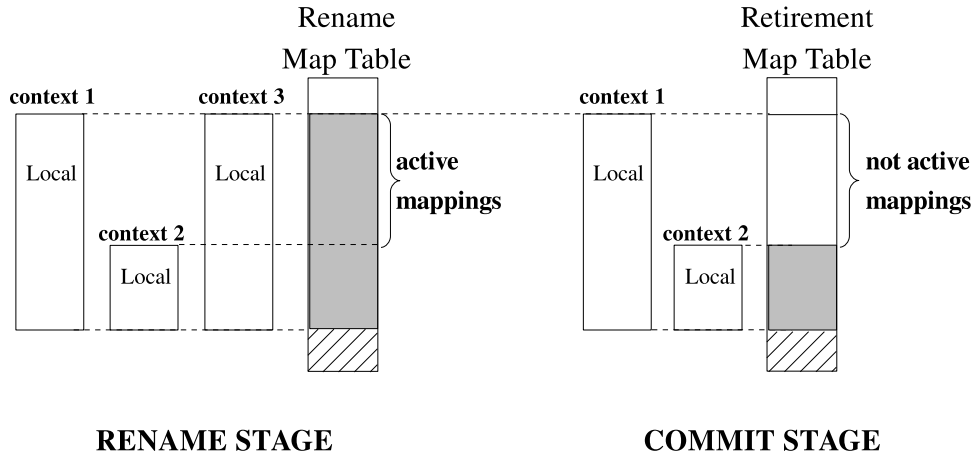 Rename
Map Table
context 1
context 3
Local
Local
active
mappings
context 2
Local
RENAME STAGE
Retirement
Map Table
context 1
Local
not active
mappings
context 2
Local
COMMIT STAGE